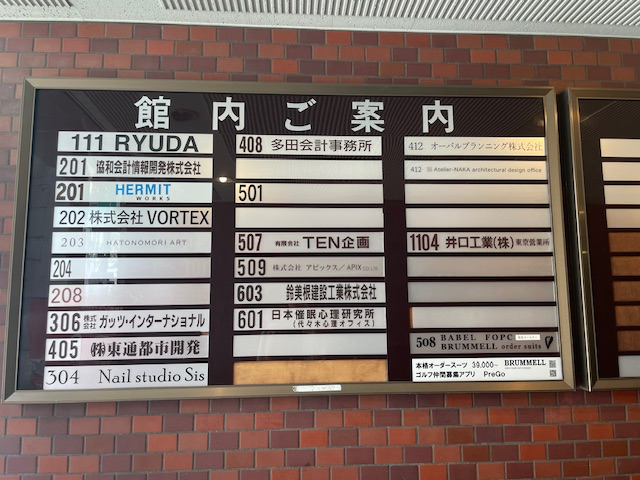 館内ご案内
111 RYUDA
201 協和会計情報開発株式会社
201 HERMIT WORKS
202 株式会社 VORTEX
203 HATONOMORI ART
204
208
306 株式会社 ガッツ・インターナショナル
405 ㈱東通都市開発
304 Nail studio Sis
408 多田会計事務所
501
507 有限会社 TEN企画
509 株式会社 アピックス／APIX CO.,LTD.
603 鈴美根建設工業株式会社
601 日本催眠心理研究所
(代々木心理オフィス)
412 オーバルプランニング株式会社
412 Atelier-NAKA architectural design office
1104 井口工業(株) 東京営業所
508 BABEL FOPC
BRUMMELL order suits
本格オーダースーツ 39,000~ BRUMMELL
ゴルフ仲間募集アプリ PreGo